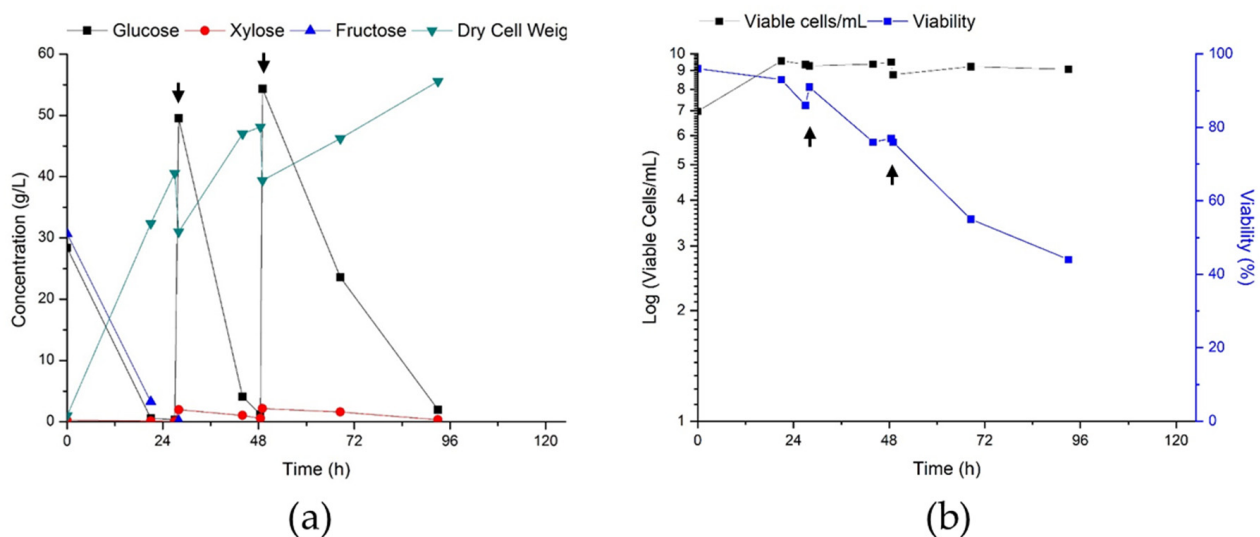 Glucose Xylose Fructose Dry Cell Weig
60
50
40
30
20
10
0
Concentration (g/L)
0 24 48 72 96 120
Time (h)
(a)
Viable cells/mL Viability
10
9
8
7
6
5
4
3
2
1
Log (Viable Cells/mL)
100
80
60
40
20
0
Viability (%)
0 24 48 72 96 120
Time (h)
(b)